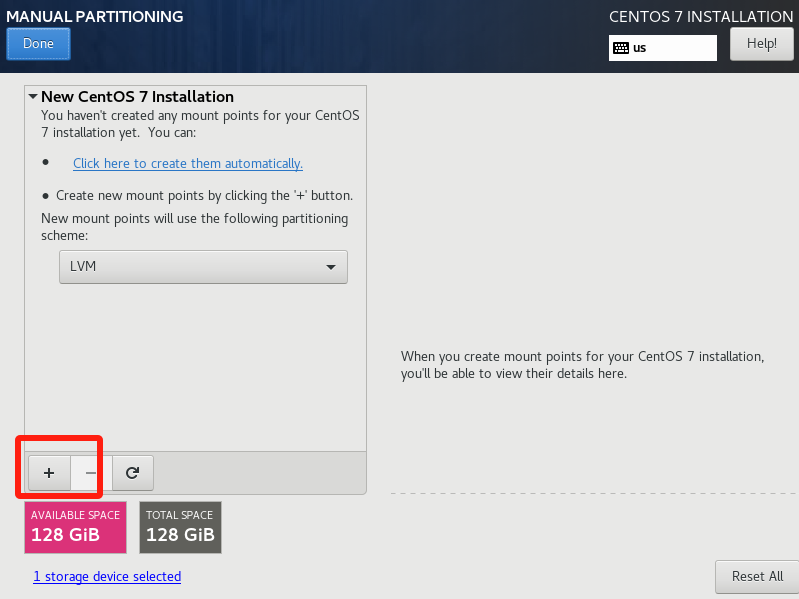 MANUAL PARTITIONING
CENTOS 7 INSTALLATION
Done
us
Help!
New CentOS 7 Installation
You haven't created any mount points for your CentOS
7 installation yet. You can:
• Click here to create them automatically.
• Create new mount points by clicking the '+' button.
New mount points will use the following partitioning
scheme:
LVM
When you create mount points for your CentOS 7 installation,
you'll be able to view their details here.
+ −
AVAILABLE SPACE
128 GiB
TOTAL SPACE
128 GiB
1 storage device selected
Reset All